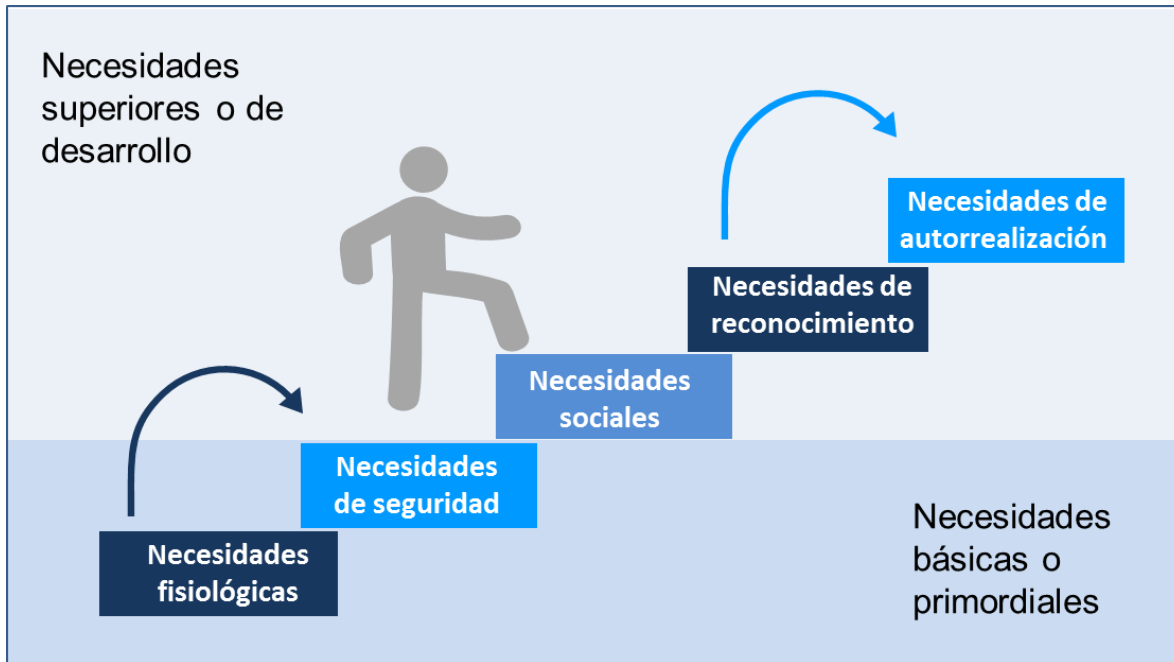 Necesidades
superiores o de
desarrollo
Necesidades de
autorrealización
Necesidades de
reconocimiento
Necesidades
sociales
Necesidades
de seguridad
Necesidades
fisiológicas
Necesidades
básicas o
primordiales